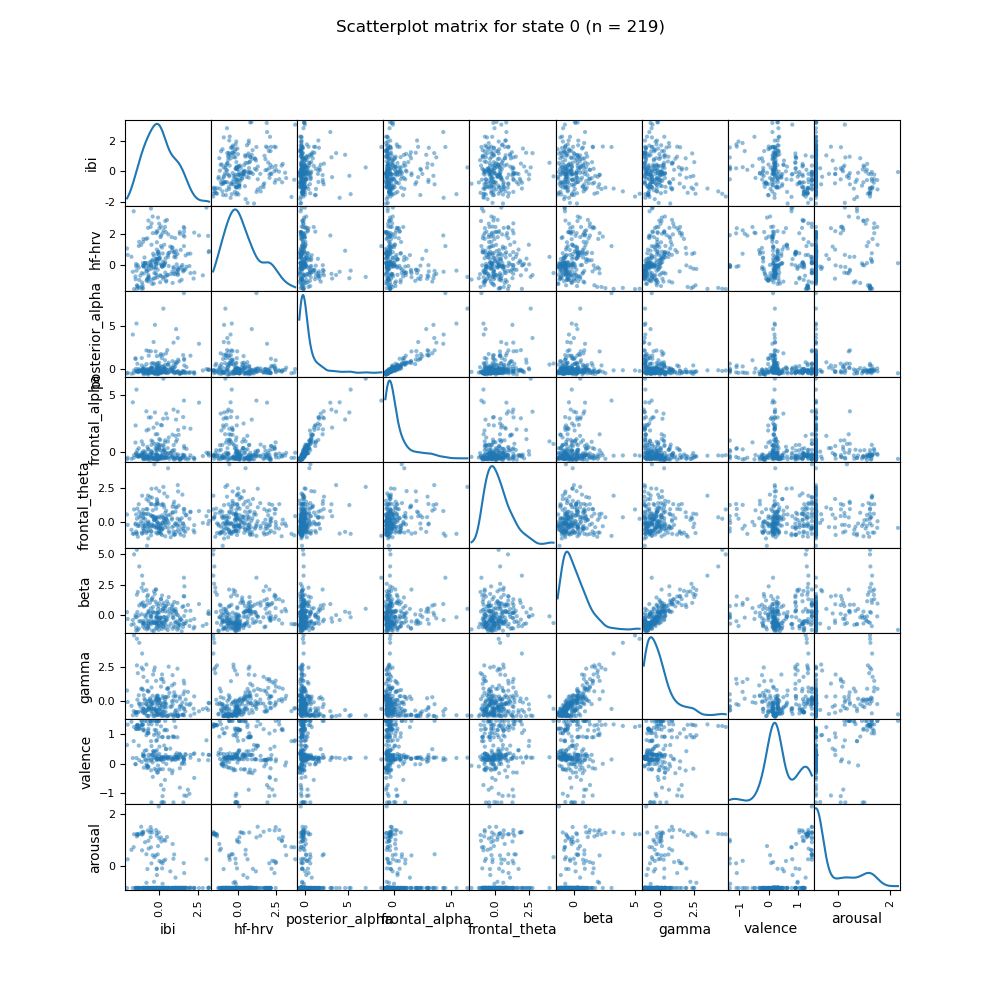 Scatterplot matrix for state 0 (n = 219)
ibi
2
0
−2
hf-hrv
2
0
posterior_alpha
5
0
frontal_alpha
5
0
frontal_theta
2.5
0.0
beta
5.0
2.5
0.0
gamma
2.5
0.0
valence
1
0
−1
arousal
2
0
0.0 2.5 0.0 2.5 0 5 0 5 0.0 2.5 0 5 0.0 2.5 −1 0 1 0 2
ibi hf-hrv posterior_alpha frontal_alpha frontal_theta beta gamma valence arousal